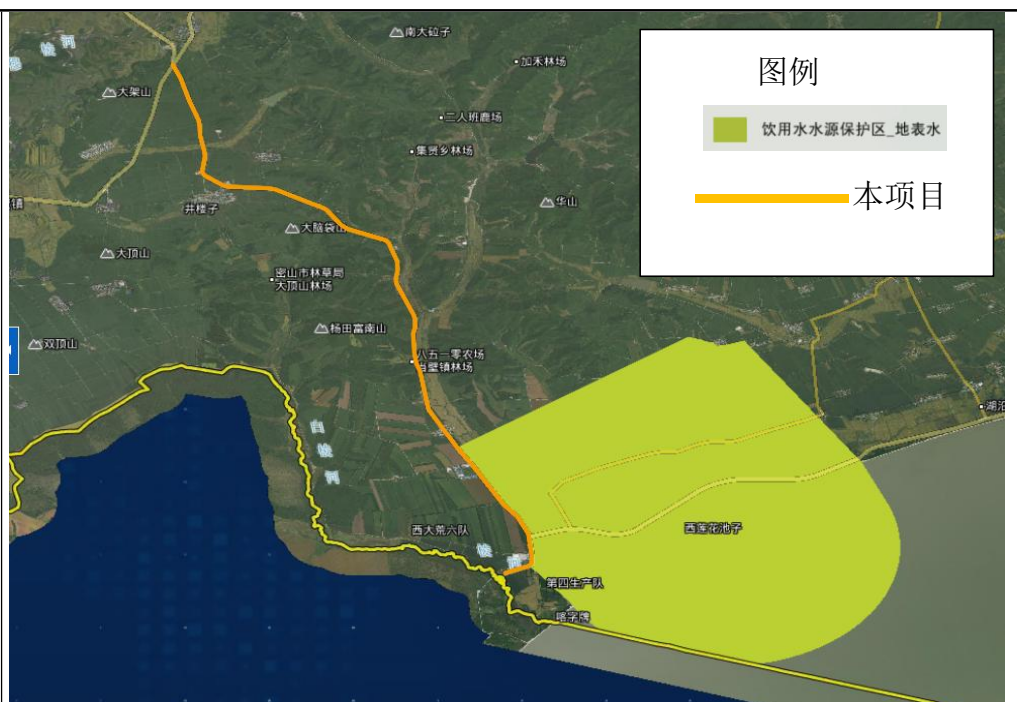 图例
饮用水水源保护区_地表水
本项目
南大砬子
加禾林场
大架山
二人班鹿场
集贤乡林场
井楼子
华山
大脑袋山
大顶山
密山市林草局
大顶山林场
杨田富南山
双顶山
八五一零农场
当壁镇林场
白
棱
河
西大荒六队
西莲花池子
第四生产队
喀字牌